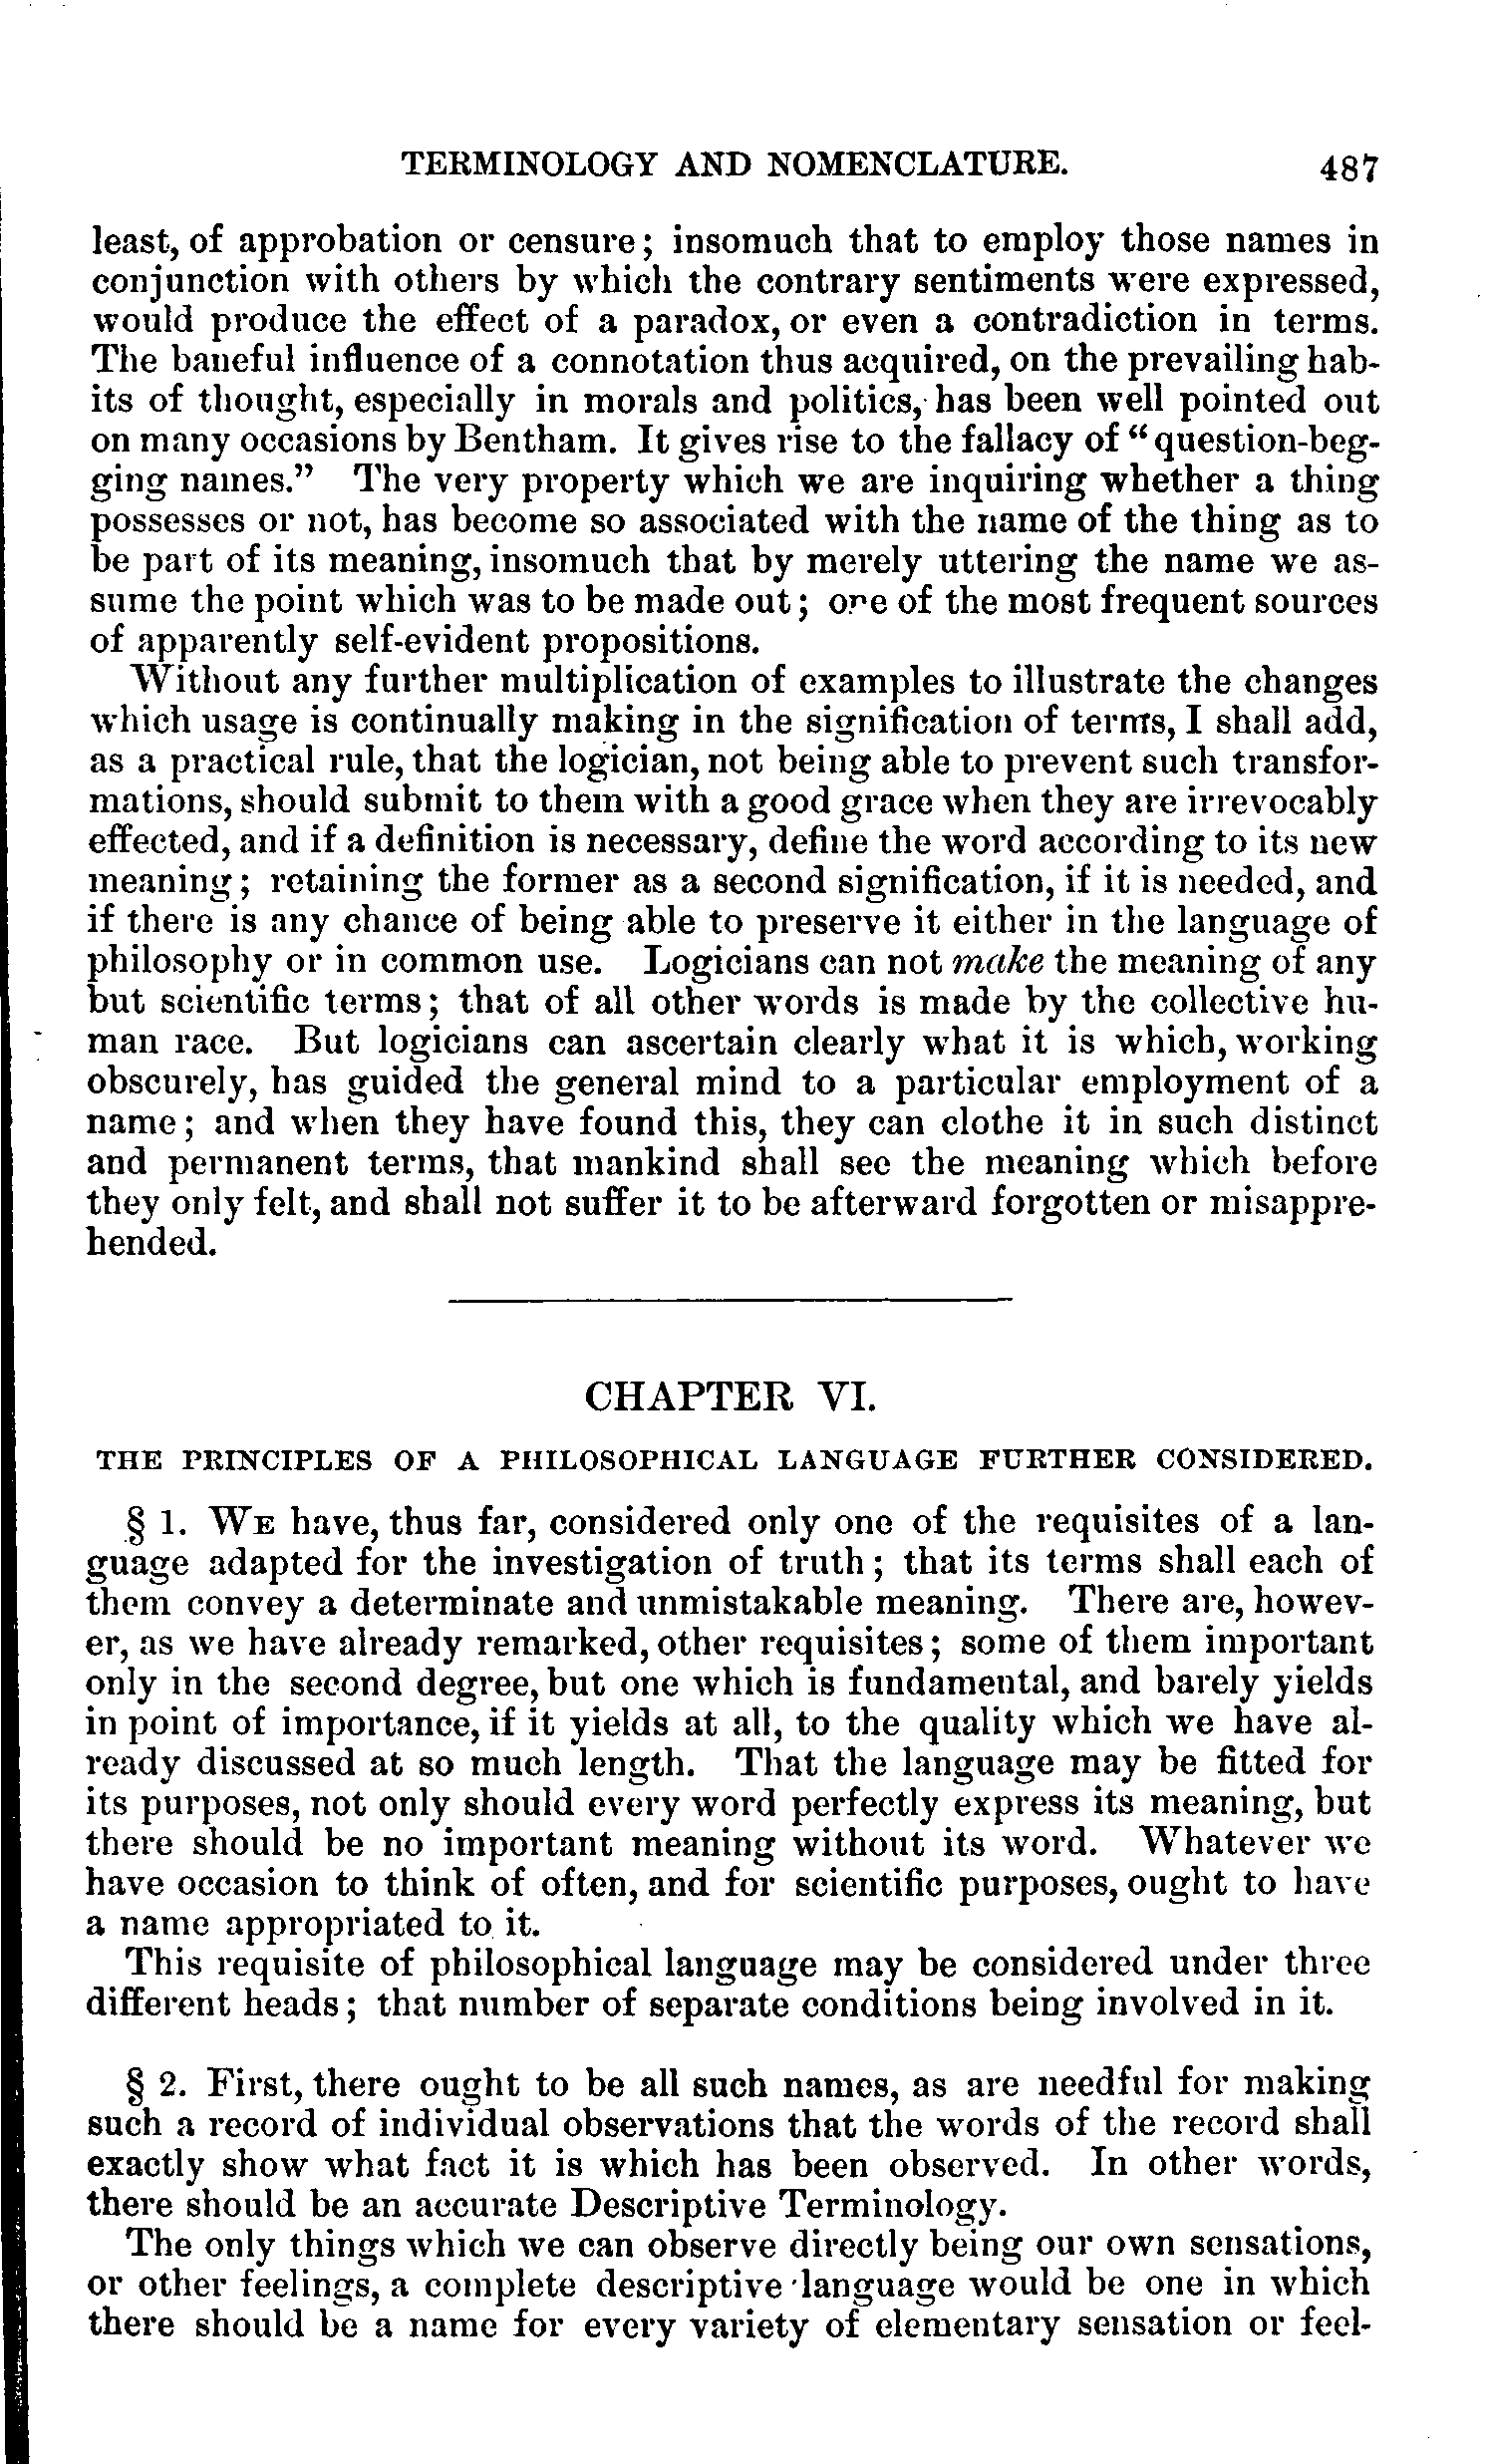 TERMINOLOGY AND NOMENCLATURE. 487
least, of approbation or censure; insomuch that to employ those names in
conjunction with others by which the contrary sentiments were expressed,
would produce the effect of a paradox, or even a contradiction in terms.
The baneful influence of a connotation thus acquired, on the prevailing hab-
its of thought, especially in morals and politics, has been well pointed out
on many occasions by Bentham. It gives rise to the fallacy of "question-beg-
ging names." The very property which we are inquiring whether a thing
possesses or not, has become so associated with the name of the thing as to
be part of its meaning, insomuch that by merely uttering the name we as-
sume the point which was to be made out; one of the most frequent sources
of apparently self-evident propositions.
Without any further multiplication of examples to illustrate the changes
which usage is continually making in the signification of terms, I shall add,
as a practical rule, that the logician, not being able to prevent such transfor-
mations, should submit to them with a good grace when they are irrevocably
effected, and if a definition is necessary, define the word according to its new
meaning; retaining the former as a second signification, if it is needed, and
if there is any chance of being able to preserve it either in the language of
philosophy or in common use. Logicians can not make the meaning of any
but scientific terms; that of all other words is made by the collective hu-
man race. But logicians can ascertain clearly what it is which, working
obscurely, has guided the general mind to a particular employment of a
name; and when they have found this, they can clothe it in such distinct
and permanent terms, that mankind shall see the meaning which before
they only felt, and shall not suffer it to be afterward forgotten or misappre-
hended.
CHAPTER VI.
THE PRINCIPLES OF A PHILOSOPHICAL LANGUAGE FURTHER CONSIDERED.
§ 1. WE have, thus far, considered only one of the requisites of a lan-
guage adapted for the investigation of truth; that its terms shall each of
them convey a determinate and unmistakable meaning. There are, howev-
er, as we have already remarked, other requisites; some of them important
only in the second degree, but one which is fundamental, and barely yields
in point of importance, if it yields at all, to the quality which we have al-
ready discussed at so much length. That the language may be fitted for
its purposes, not only should every word perfectly express its meaning, but
there should be no important meaning without its word. Whatever we
have occasion to think of often, and for scientific purposes, ought to have
a name appropriated to it.
This requisite of philosophical language may be considered under three
different heads; that number of separate conditions being involved in it.
§ 2. First, there ought to be all such names, as are needful for making
such a record of individual observations that the words of the record shall
exactly show what fact it is which has been observed. In other words,
there should be an accurate Descriptive Terminology.
The only things which we can observe directly being our own sensations,
or other feelings, a complete descriptive language would be one in which
there should be a name for every variety of elementary sensation or feel-